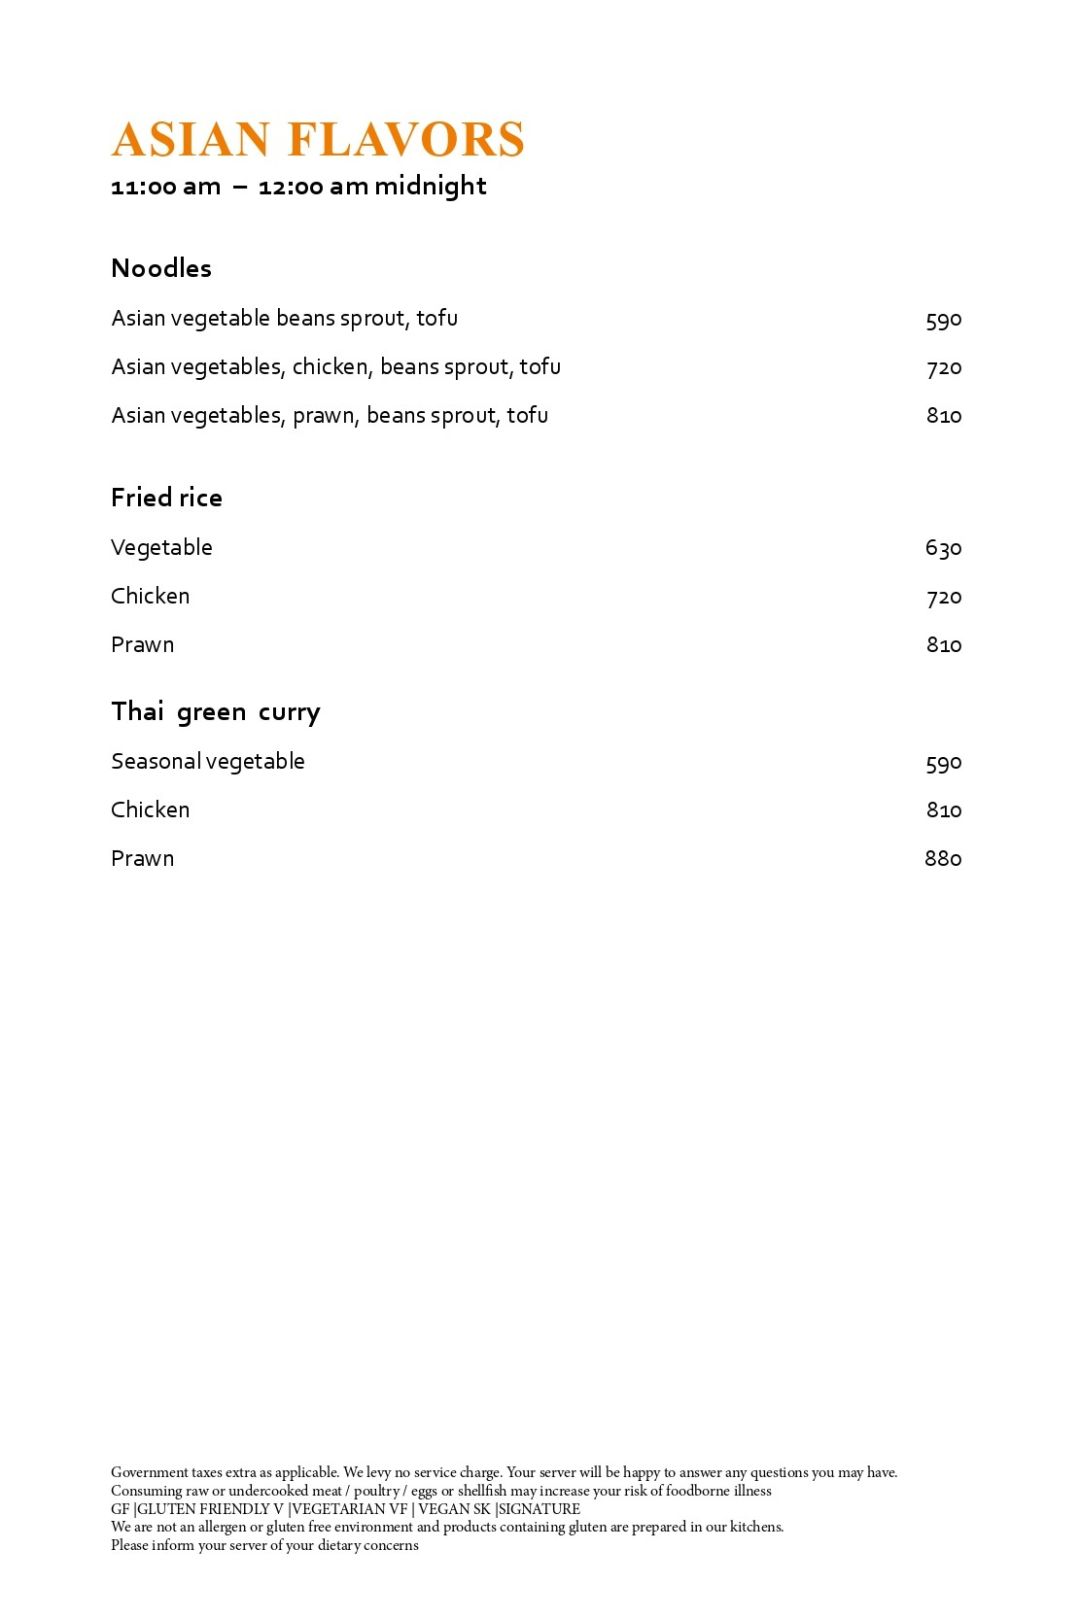 ASIAN FLAVORS
11:00 am – 12:00 am midnight
Noodles
Asian vegetable beans sprout, tofu 590
Asian vegetables, chicken, beans sprout, tofu 720
Asian vegetables, prawn, beans sprout, tofu 810
Fried rice
Vegetable 630
Chicken 720
Prawn 810
Thai green curry
Seasonal vegetable 590
Chicken 810
Prawn 880
Government taxes extra as applicable. We levy no service charge. Your server will be happy to answer any questions you may have.
Consuming raw or undercooked meat / poultry / eggs or shellfish may increase your risk of foodborne illness
GF |GLUTEN FRIENDLY V |VEGETARIAN VF | VEGAN SK |SIGNATURE
We are not an allergen or gluten free environment and products containing gluten are prepared in our kitchens.
Please inform your server of your dietary concerns